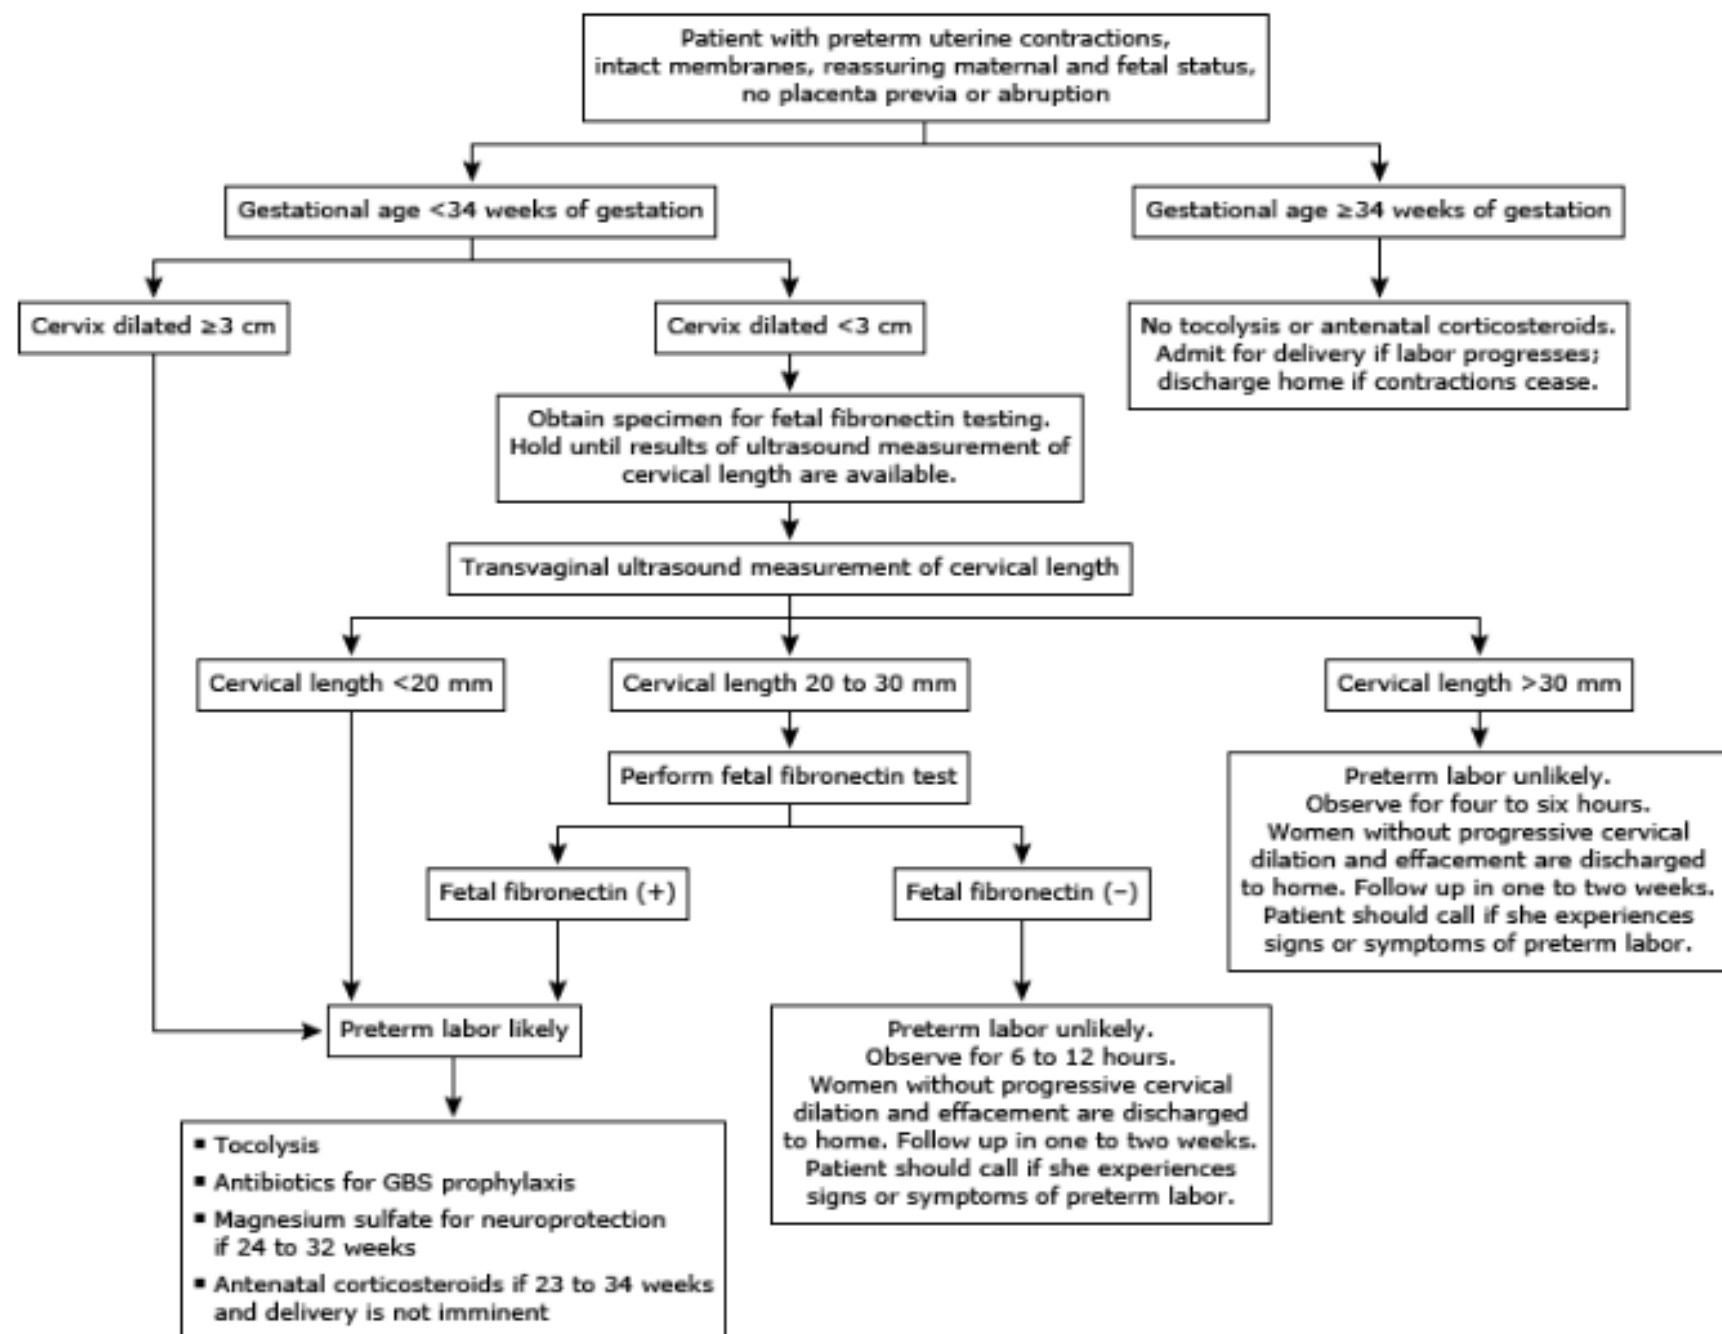 Patient with preterm uterine contractions,
intact membranes, reassuring maternal and fetal status,
no placenta previa or abruption
Gestational age <34 weeks of gestation
Gestational age ≥34 weeks of gestation
Cervix dilated ≥3 cm
Cervix dilated <3 cm
No tocolysis or antenatal corticosteroids.
Admit for delivery if labor progresses;
discharge home if contractions cease.
Obtain specimen for fetal fibronectin testing.
Hold until results of ultrasound measurement of
cervical length are available.
Transvaginal ultrasound measurement of cervical length
Cervical length <20 mm
Cervical length 20 to 30 mm
Cervical length >30 mm
Perform fetal fibronectin test
Preterm labor unlikely.
Observe for four to six hours.
Women without progressive cervical
dilation and effacement are discharged
to home. Follow up in one to two weeks.
Patient should call if she experiences
signs or symptoms of preterm labor.
Fetal fibronectin (+)
Fetal fibronectin (−)
Preterm labor likely
Preterm labor unlikely.
Observe for 6 to 12 hours.
Women without progressive cervical
dilation and effacement are discharged
to home. Follow up in one to two weeks.
Patient should call if she experiences
signs or symptoms of preterm labor.
▪ Tocolysis
▪ Antibiotics for GBS prophylaxis
▪ Magnesium sulfate for neuroprotection
if 24 to 32 weeks
▪ Antenatal corticosteroids if 23 to 34 weeks
and delivery is not imminent